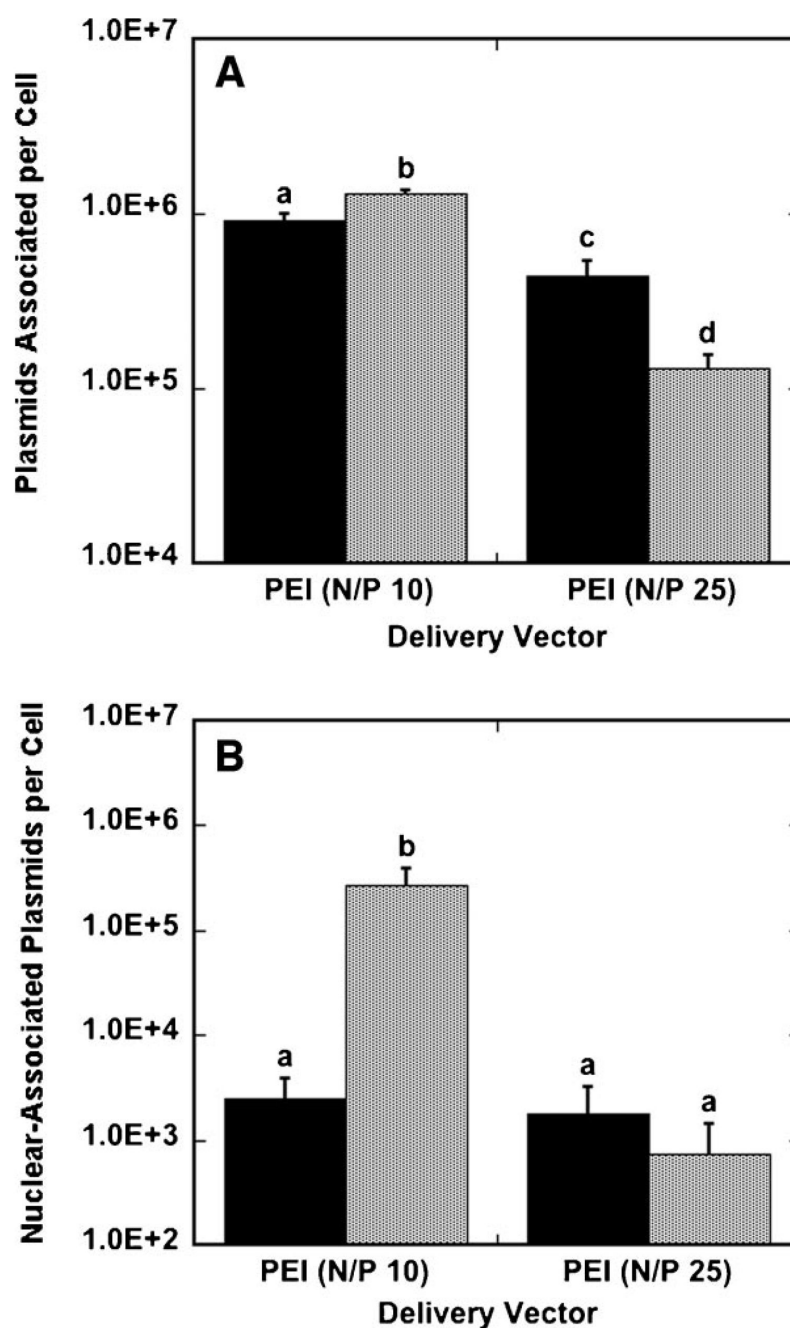 A
Plasmids Associated per Cell
1.0E+7
1.0E+6
1.0E+5
1.0E+4
a
b
c
d
PEI (N/P 10)
PEI (N/P 25)
Delivery Vector
B
Nuclear-Associated Plasmids per Cell
1.0E+7
1.0E+6
1.0E+5
1.0E+4
1.0E+3
1.0E+2
a
b
a
a
PEI (N/P 10)
PEI (N/P 25)
Delivery Vector